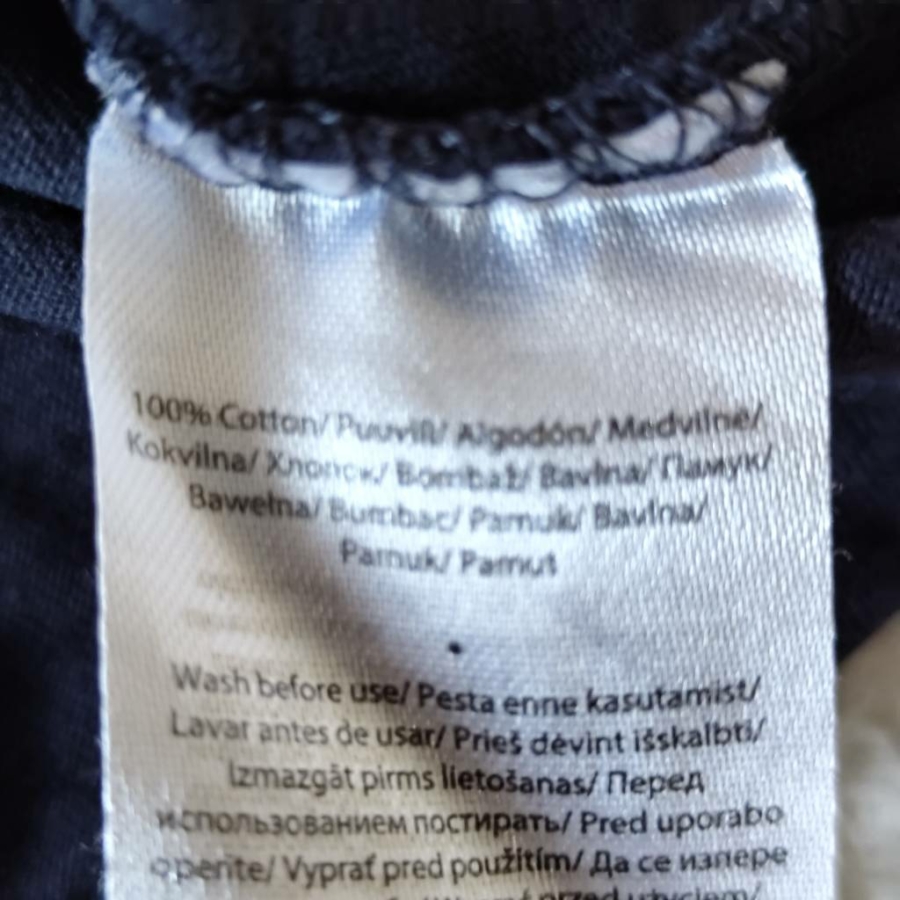 100% Cotton/ Puuvill/ Algodón/ Medvilnė/
Kokvilna/ Хлопок/ Bombaž/ Bavlna/ Памук/
Bawełna/ Bumbac/ Pamuk/ Bavlna/
Pamuk/ Pamut
Wash before use/ Pesta enne kasutamist/
Lavar antes de usar/ Prieš dėvint išskalbti/
Izmazgāt pirms lietošanas/ Перед
использованием постирать/ Pred uporabo
operite/ Vyprať pred použitím/ Да се изпере
przed użyciem/